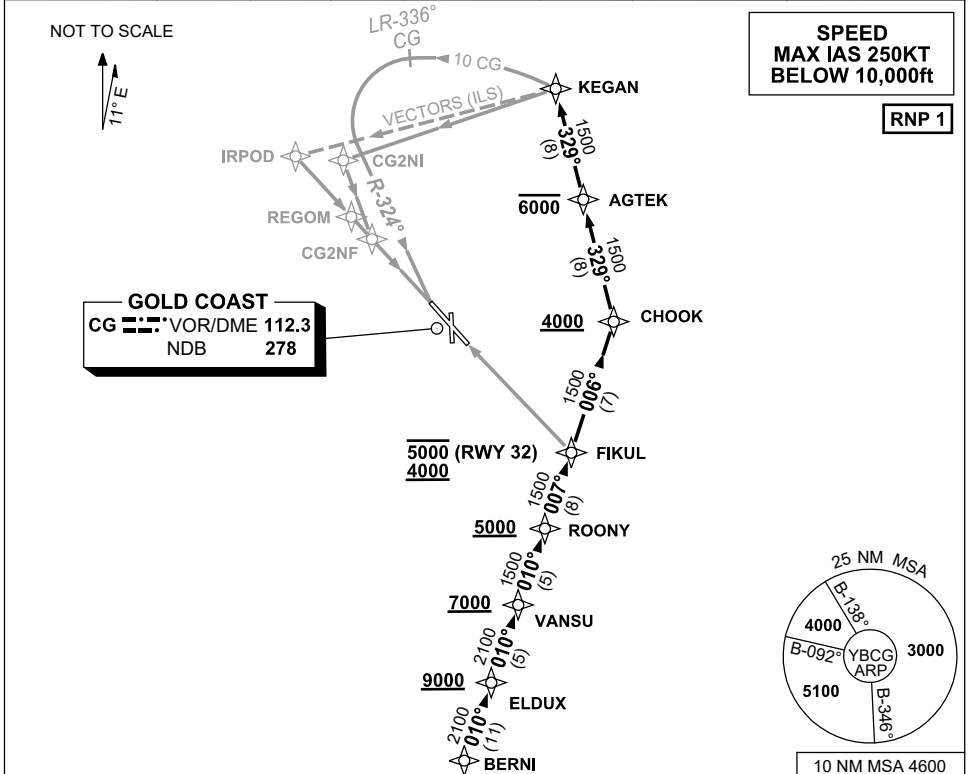 NOT TO SCALE
11° E
LR-336°
CG
10 CG
SPEED
MAX IAS 250KT
BELOW 10,000ft
RNP 1
KEGAN
VECTORS (ILS)
1500
329°
(8)
IRPOD
CG2NI
R-324°
6000
AGTEK
REGOM
CG2NF
1500
329°
(8)
GOLD COAST
CG VOR/DME 112.3
NDB 278
4000
CHOOK
1500
006°
(7)
5000 (RWY 32)
4000
FIKUL
1500
007°
(8)
5000
ROONY
1500
010°
(5)
7000
VANSU
2100
010°
(5)
9000
ELDUX
2100
010°
(11)
BERNI
25 NM MSA
B-138°
4000
B-092°
YBCG
ARP
3000
5100
B-346°
10 NM MSA 4600